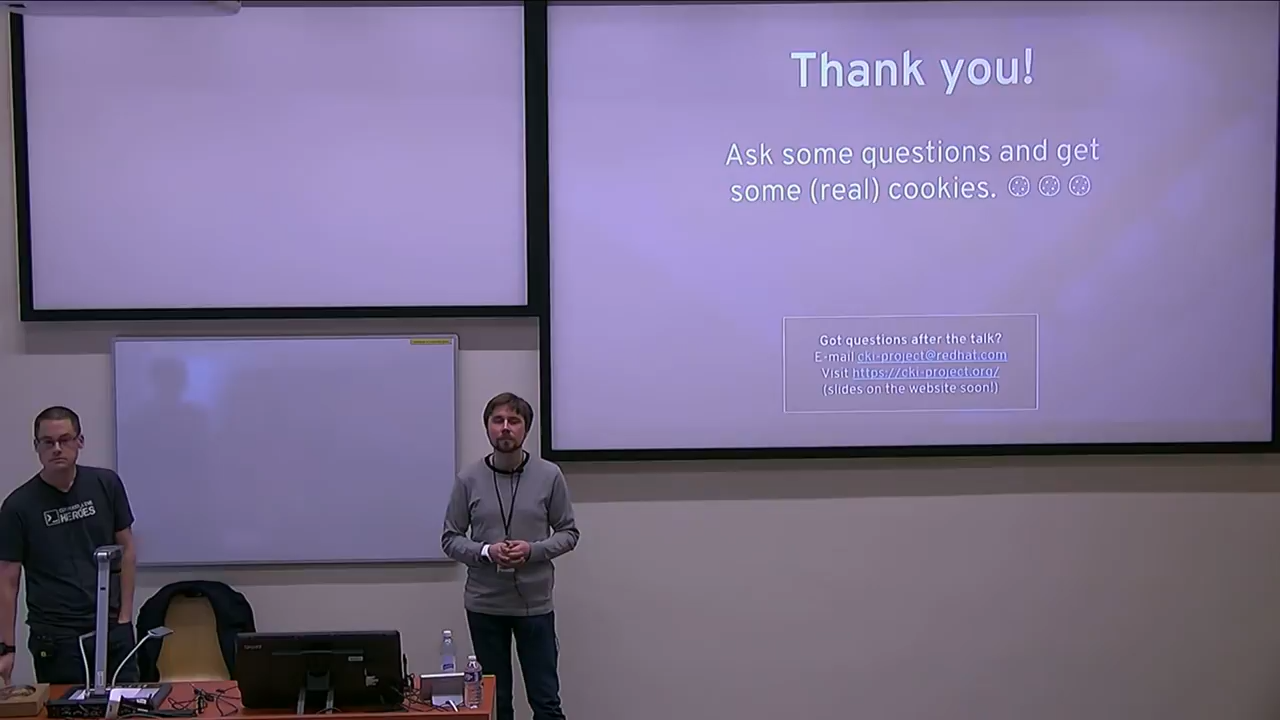 Thank you!
Ask some questions and get
some (real) cookies.
Got questions after the talk?
E-mail cki-project@redhat.com
Visit https://cki-project.org/
(slides on the website soon!)
HEROES